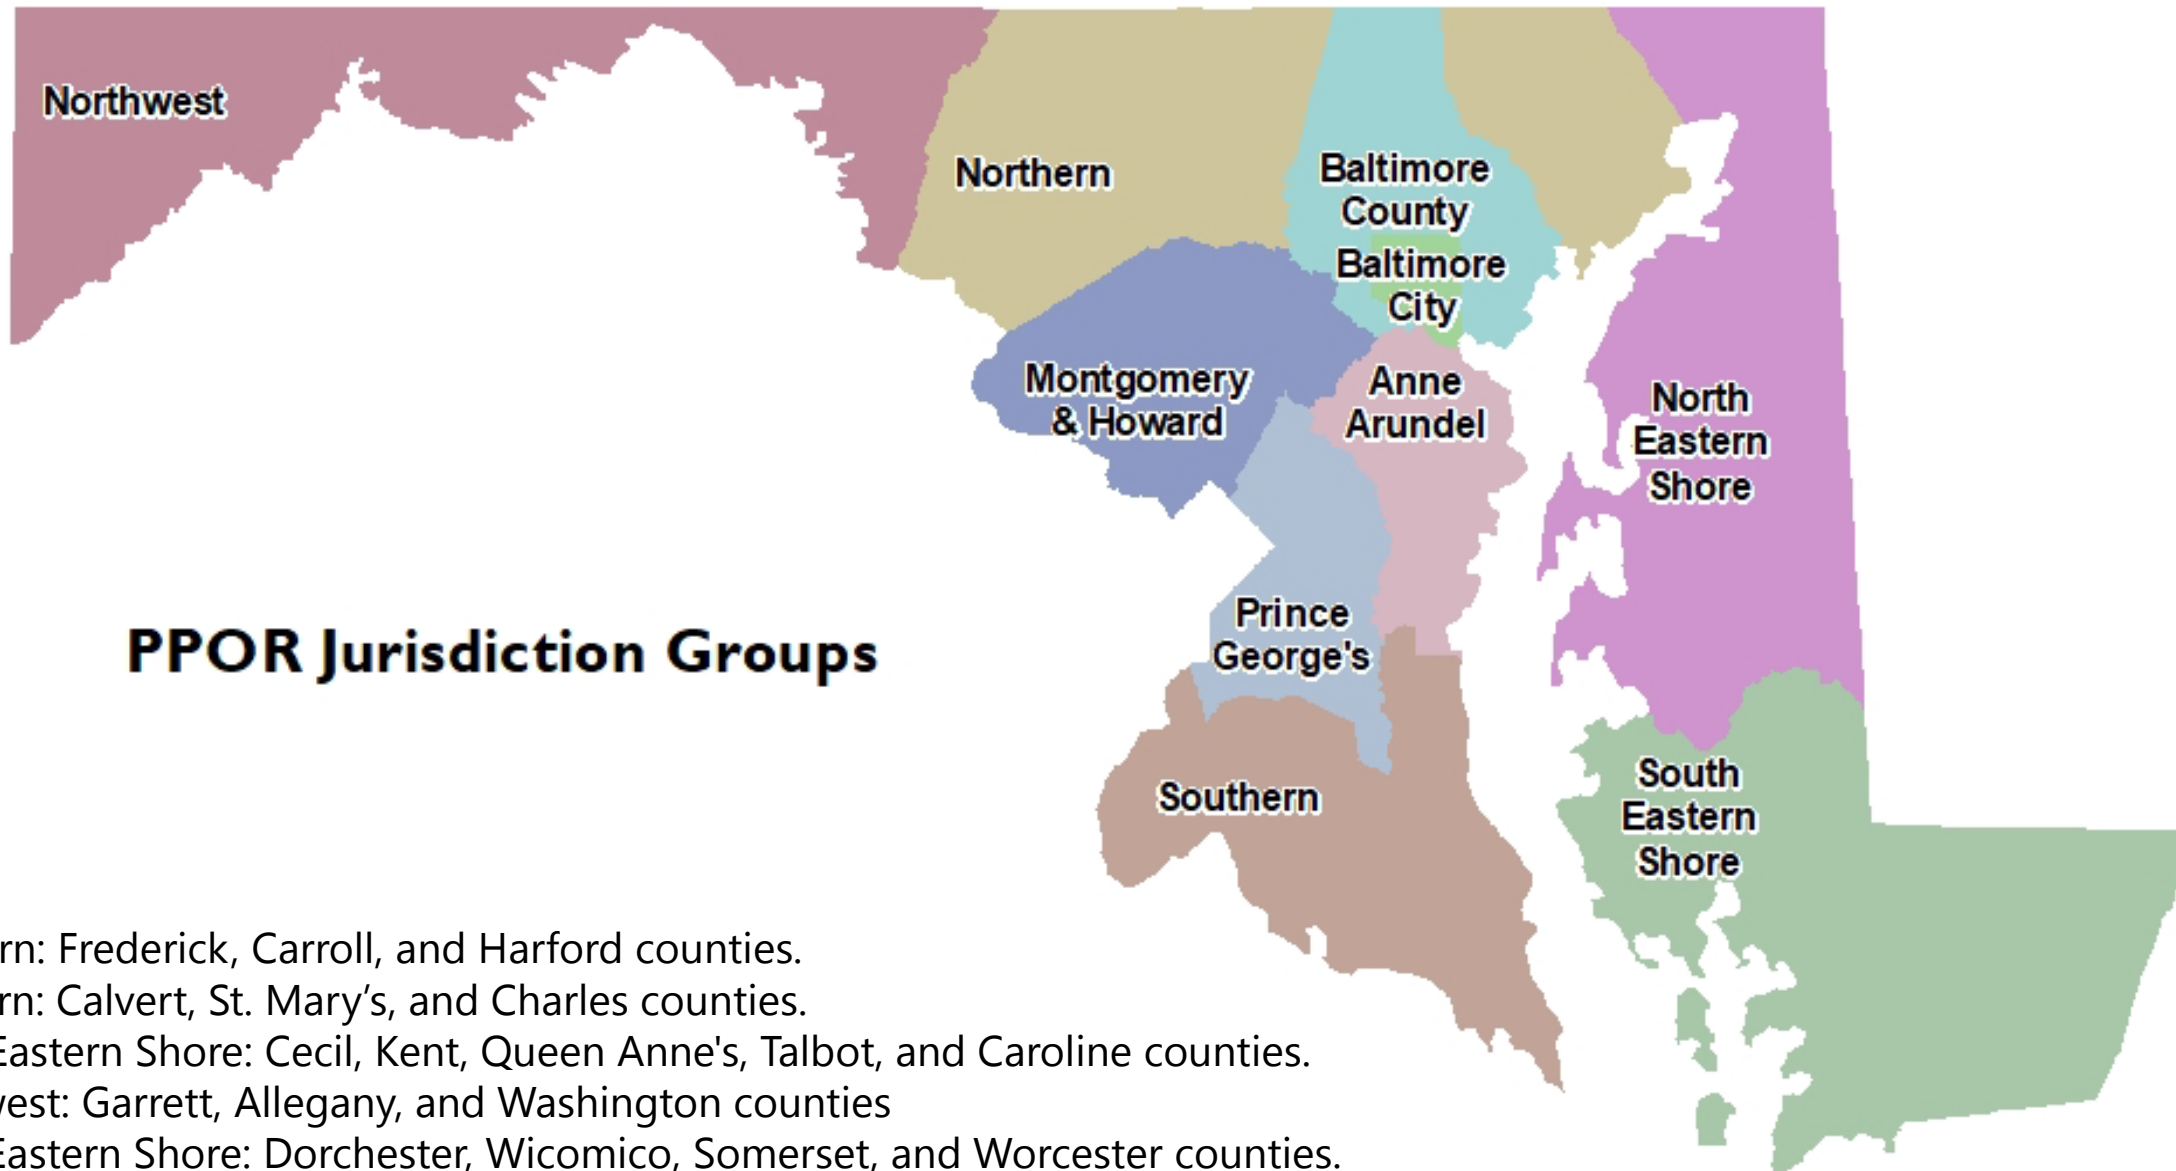 Northwest
Northern
Baltimore
County
Baltimore
City
Montgomery
& Howard
Anne
Arundel
North
Eastern
Shore
PPOR Jurisdiction Groups
Prince
George's
Southern
South
Eastern
Shore
rn: Frederick, Carroll, and Harford counties.
rn: Calvert, St. Mary’s, and Charles counties.
Eastern Shore: Cecil, Kent, Queen Anne's, Talbot, and Caroline counties.
est: Garrett, Allegany, and Washington counties
Eastern Shore: Dorchester, Wicomico, Somerset, and Worcester counties.